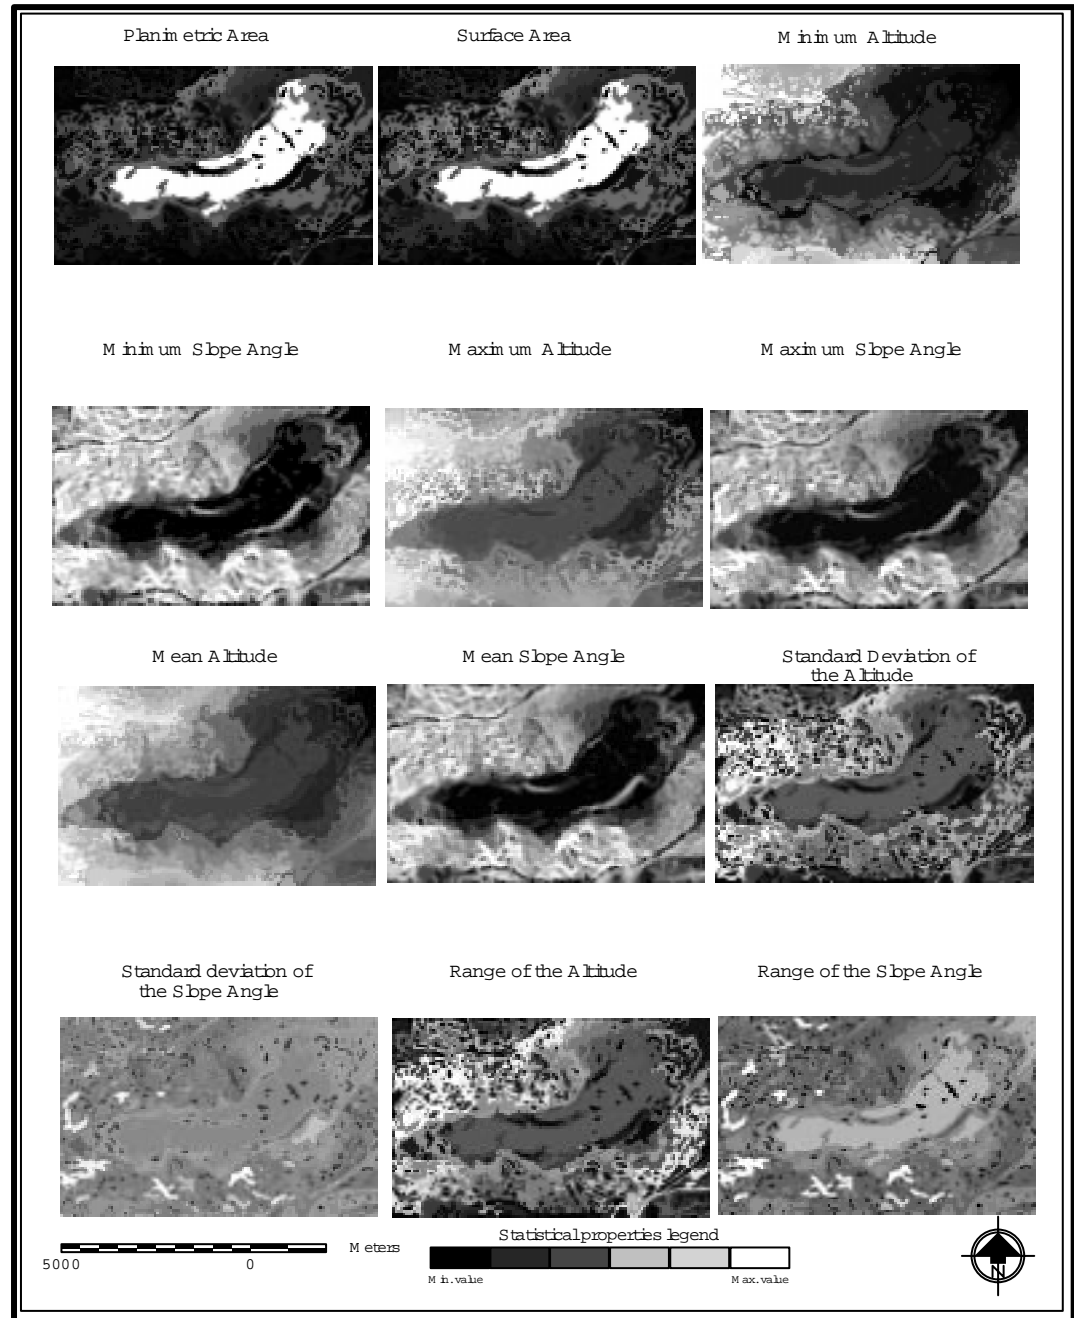 Planimetric Area
Surface Area
Minimum Altitude
Minimum Slope Angle
Maximum Altitude
Maximum Slope Angle
Mean Altitude
Mean Slope Angle
Standard Deviation of
the Altitude
Standard deviation of
the Slope Angle
Range of the Altitude
Range of the Slope Angle
Meters
5000 0
Statistical properties legend
Min. value
Max. value
N